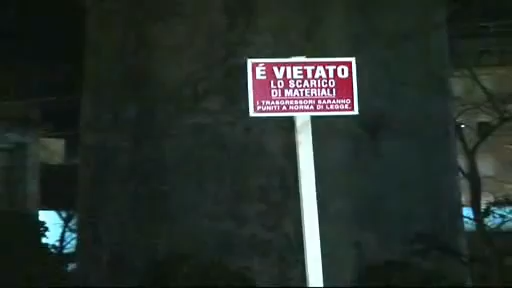 É VIETATO
LO SCARICO
DI MATERIALI
I TRASGRESSORI SARANNO
PUNITI A NORMA DI LEGGE.